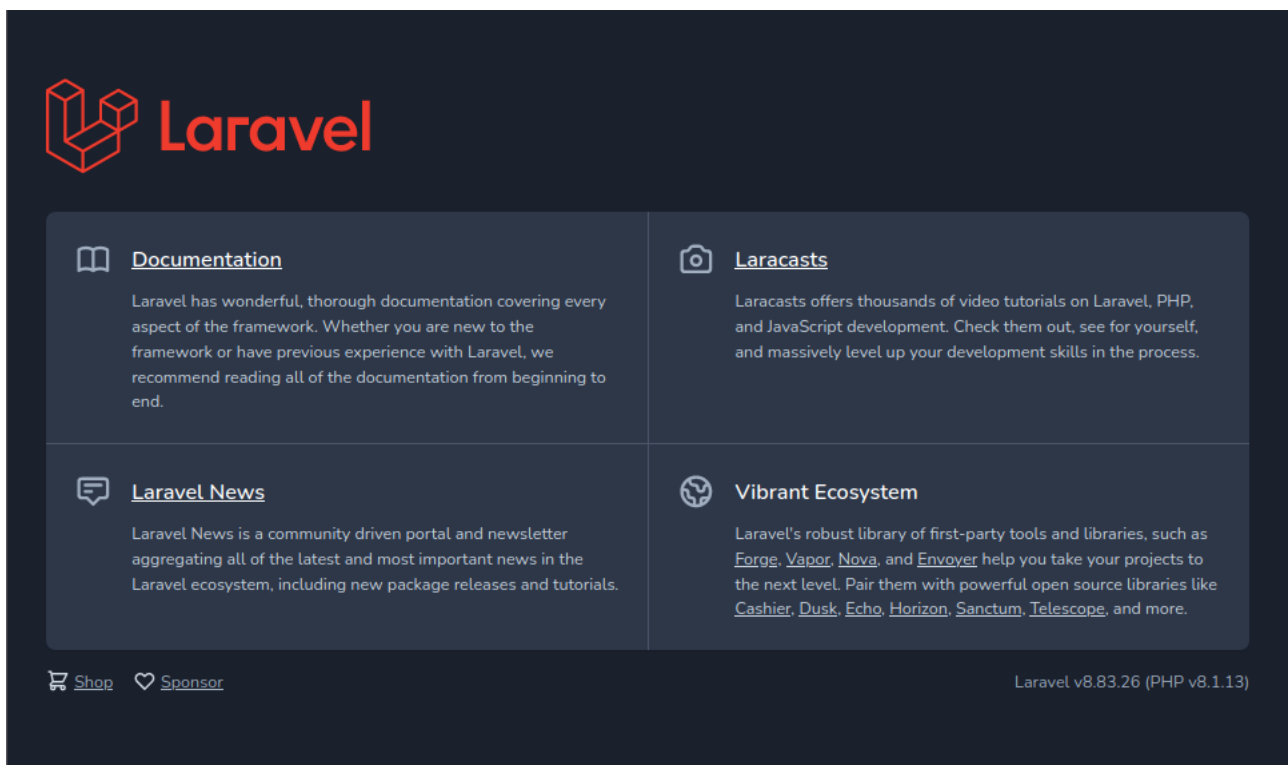 Laravel
Documentation
Laravel has wonderful, thorough documentation covering every
aspect of the framework. Whether you are new to the
framework or have previous experience with Laravel, we
recommend reading all of the documentation from beginning to
end.
Laracasts
Laracasts offers thousands of video tutorials on Laravel, PHP,
and JavaScript development. Check them out, see for yourself,
and massively level up your development skills in the process.
Laravel News
Laravel News is a community driven portal and newsletter
aggregating all of the latest and most important news in the
Laravel ecosystem, including new package releases and tutorials.
Vibrant Ecosystem
Laravel's robust library of first-party tools and libraries, such as
Forge, Vapor, Nova, and Envoyer help you take your projects to
the next level. Pair them with powerful open source libraries like
Cashier, Dusk, Echo, Horizon, Sanctum, Telescope, and more.
Shop Sponsor
Laravel v8.83.26 (PHP v8.1.13)